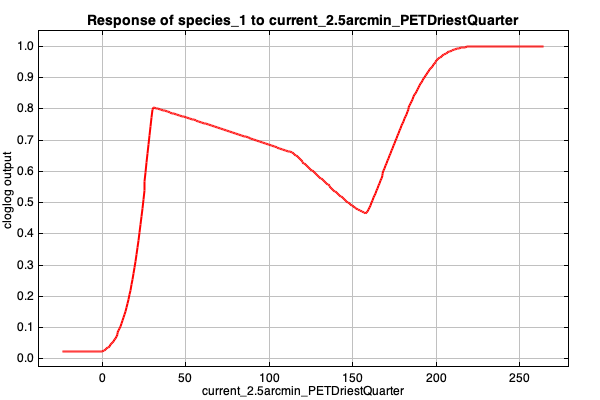 Response of species_1 to current_2.5arcmin_PETDriestQuarter
1.0
0.9
0.8
0.7
0.6
0.5
0.4
0.3
0.2
0.1
0.0
cloglog output
0 50 100 150 200 250
current_2.5arcmin_PETDriestQuarter